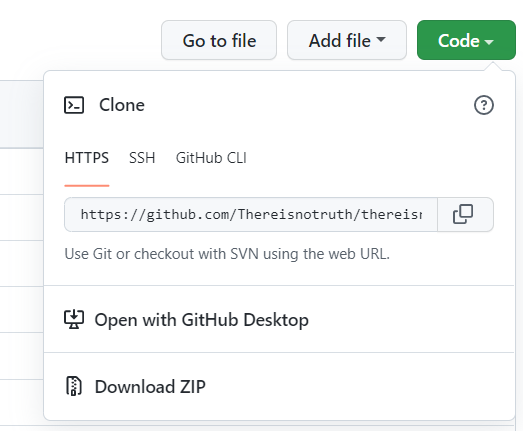 Go to file Add file Code
Clone
HTTPS SSH GitHub CLI
https://github.com/Thereisnotruth/thereisn
Use Git or checkout with SVN using the web URL.
Open with GitHub Desktop
Download ZIP